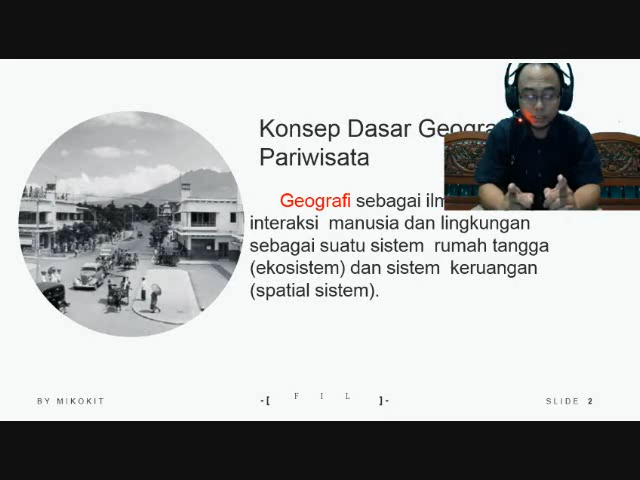 Konsep Dasar Geogra
Pariwisata
Geografi sebagai ilm
interaksi manusia dan lingkungan
sebagai suatu sistem rumah tangga
(ekosistem) dan sistem keruangan
(spatial sistem).
BY MIKOKIT
-[ F I L ]-
SLIDE 2